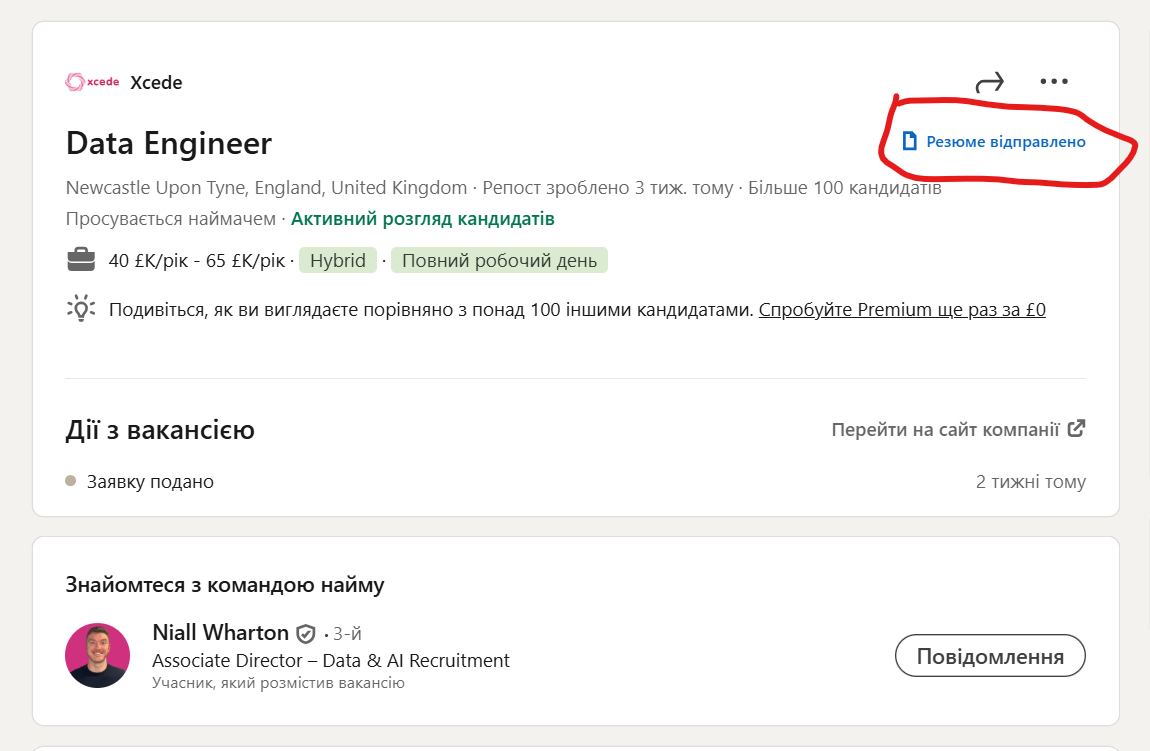 xcede Xcede
Data Engineer
Резюме відправлено
Newcastle Upon Tyne, England, United Kingdom · Репост зроблено 3 тиж. тому · Більше 100 кандидатів
Просувається наймачем · Активний розгляд кандидатів
40 £K/рік - 65 £K/рік · Hybrid · Повний робочий день
Подивіться, як ви виглядаєте порівняно з понад 100 іншими кандидатами. Спробуйте Premium ще раз за £0
Дії з вакансією
Перейти на сайт компанії
Заявку подано
2 тижні тому
Знайомтеся з командою найму
Niall Wharton · 3-й
Associate Director – Data & AI Recruitment
Учасник, який розмістив вакансію
Повідомлення